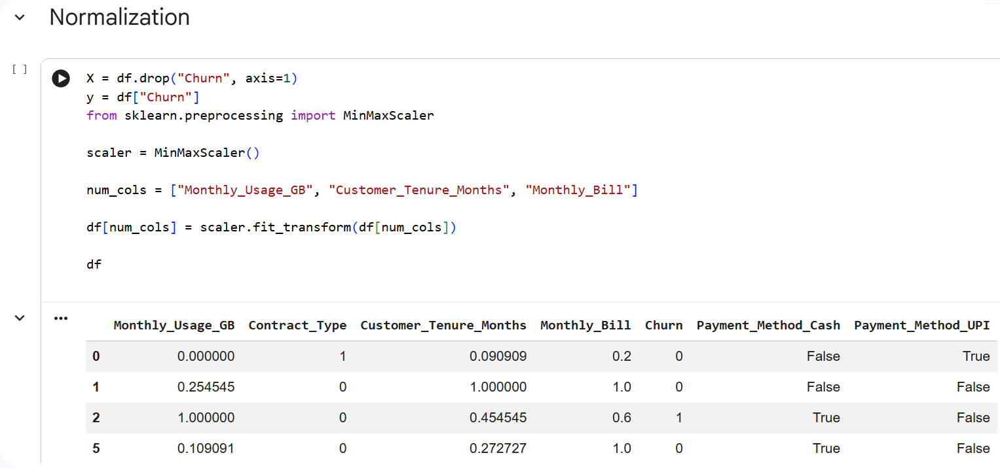 Normalization
[ ]
X = df.drop("Churn", axis=1)
y = df["Churn"]
from sklearn.preprocessing import MinMaxScaler
scaler = MinMaxScaler()
num_cols = ["Monthly_Usage_GB", "Customer_Tenure_Months", "Monthly_Bill"]
df[num_cols] = scaler.fit_transform(df[num_cols])
df
Monthly_Usage_GB Contract_Type Customer_Tenure_Months Monthly_Bill Churn Payment_Method_Cash Payment_Method_UPI
0 0.000000 1 0.090909 0.2 0 False True
1 0.254545 0 1.000000 1.0 0 False False
2 1.000000 0 0.454545 0.6 1 True False
5 0.109091 0 0.272727 1.0 0 True False